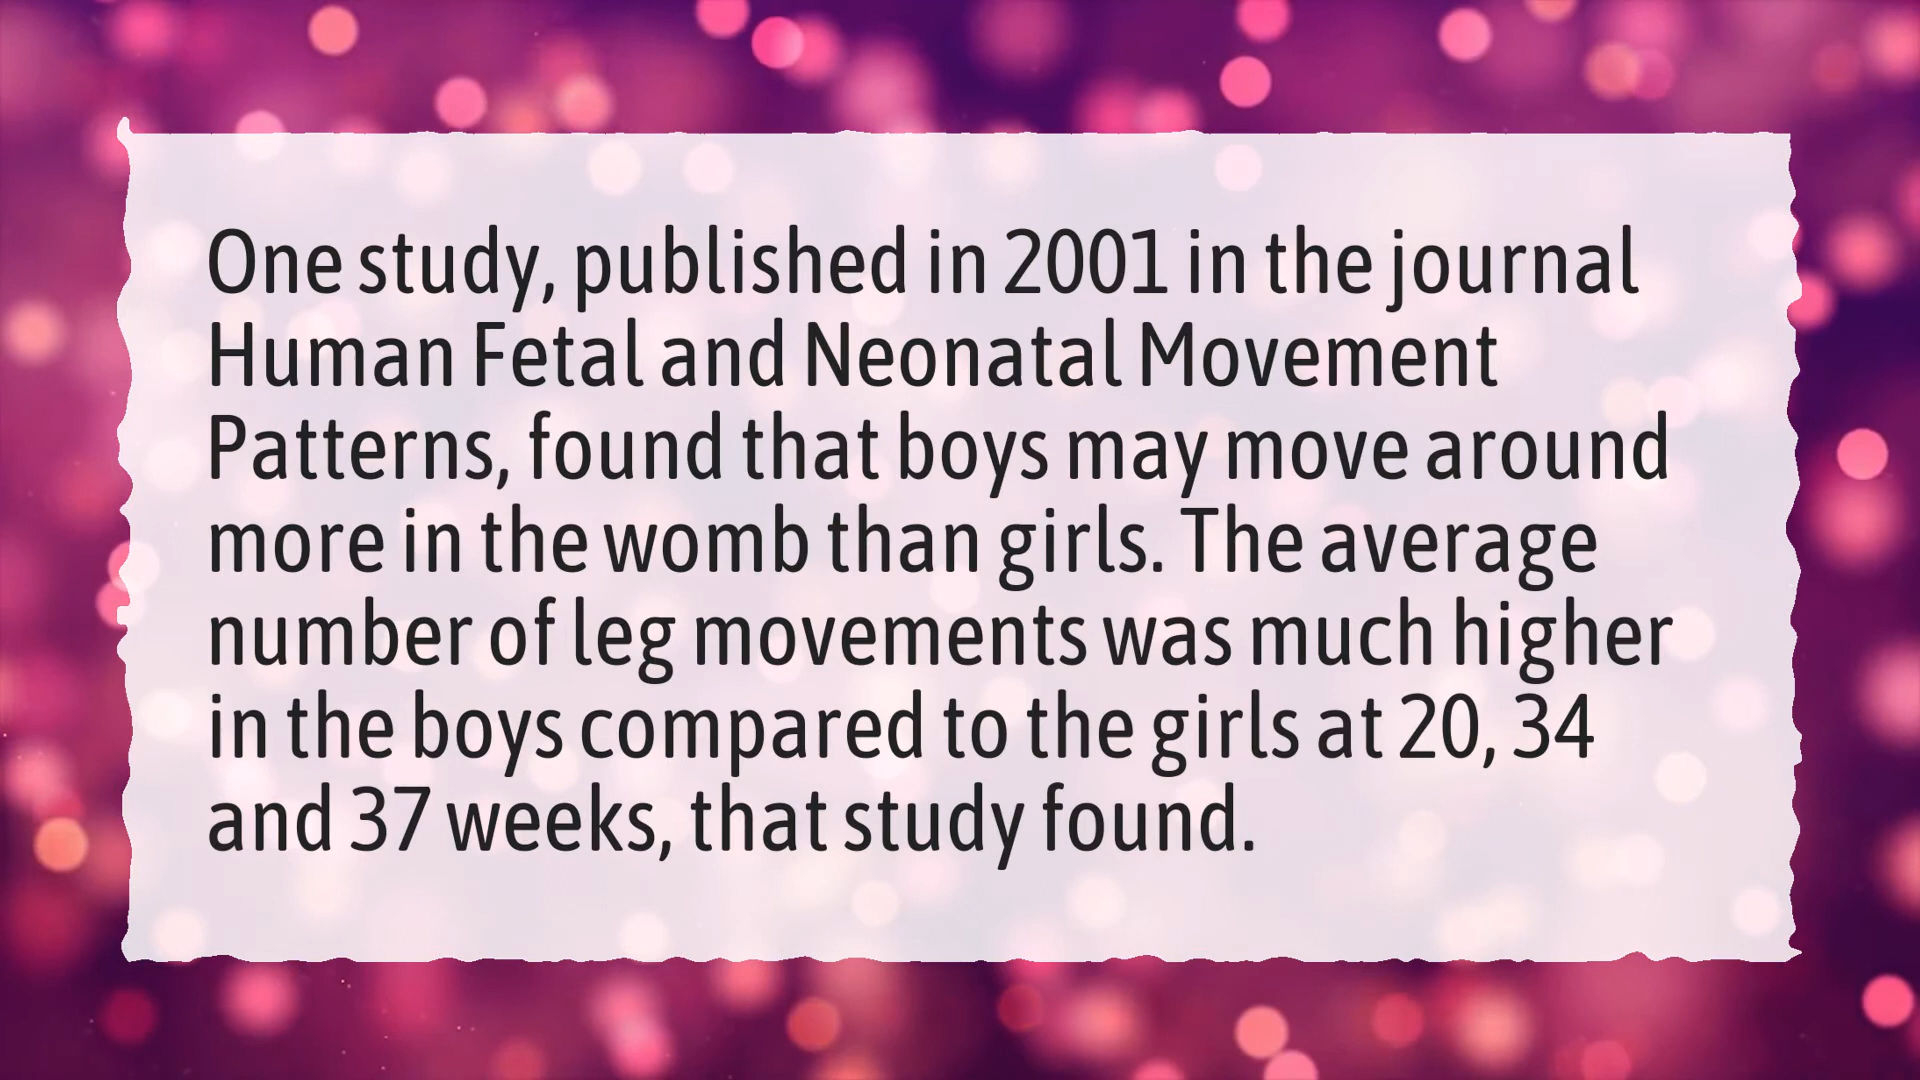 One study, published in 2001 in the journal
Human Fetal and Neonatal Movement
Patterns, found that boys may move around
more in the womb than girls. The average
number of leg movements was much higher
in the boys compared to the girls at 20, 34
and 37 weeks, that study found.